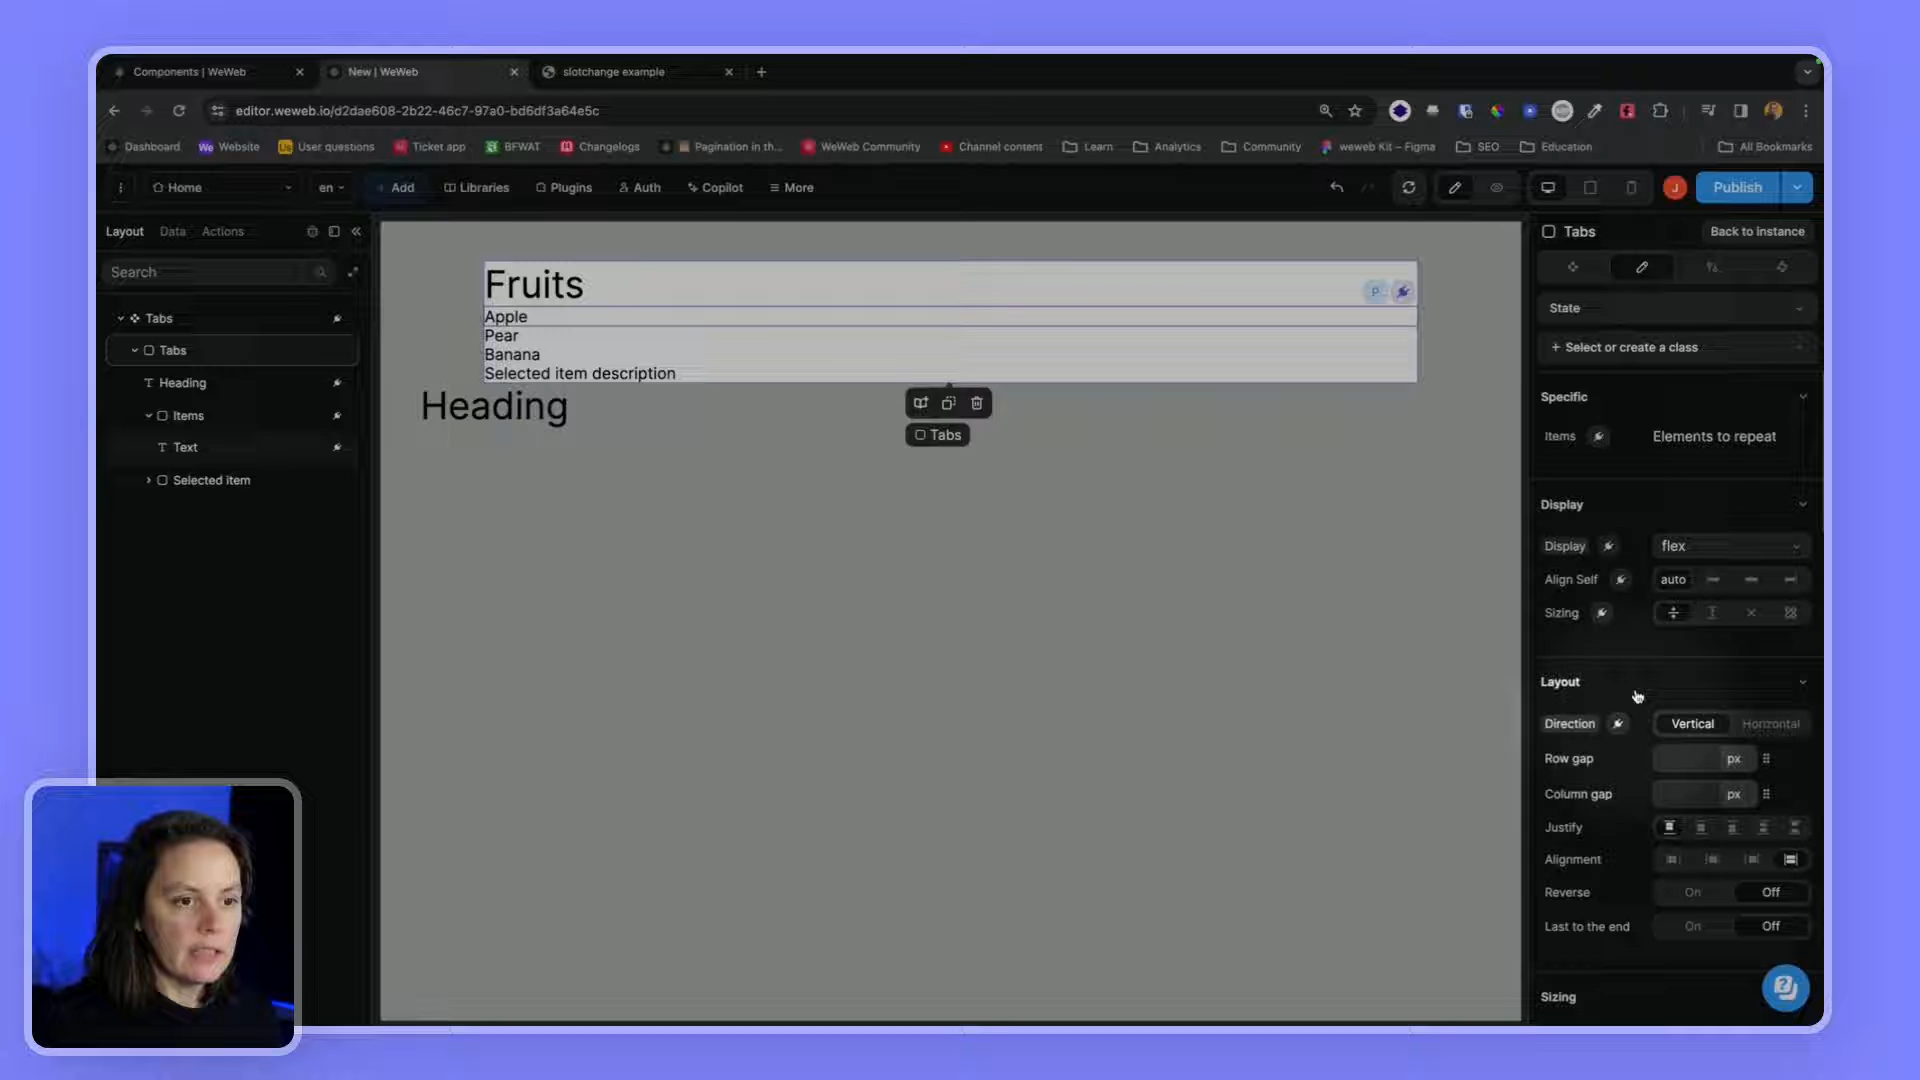 Components | WeWeb
New | WeWeb
slotchange example
editor.weweb.io/d2dae608-2b22-46c7-97a0-bd6df3a64e5c
Dashboard
We Website
Us User questions
Ticket app
BFWAT
Changelogs
Pagination in th...
WeWeb Community
Channel content
Learn
Analytics
Community
weweb Kit – Figma
SEO
Education
All Bookmarks
Home
en
Add
Libraries
Plugins
Auth
Copilot
More
J
Publish
Layout
Data
Actions
Search
Tabs
Tabs
T Heading
Items
T Text
Selected item
Fruits
P
Apple
Pear
Banana
Selected item description
Heading
Tabs
Tabs
Back to instance
State
+ Select or create a class
Specific
Items
Elements to repeat
Display
Display
flex
Align Self
auto
Sizing
Layout
Direction
Vertical
Horizontal
Row gap
px
Column gap
px
Justify
Alignment
Reverse
On
Off
Last to the end
On
Off
Sizing